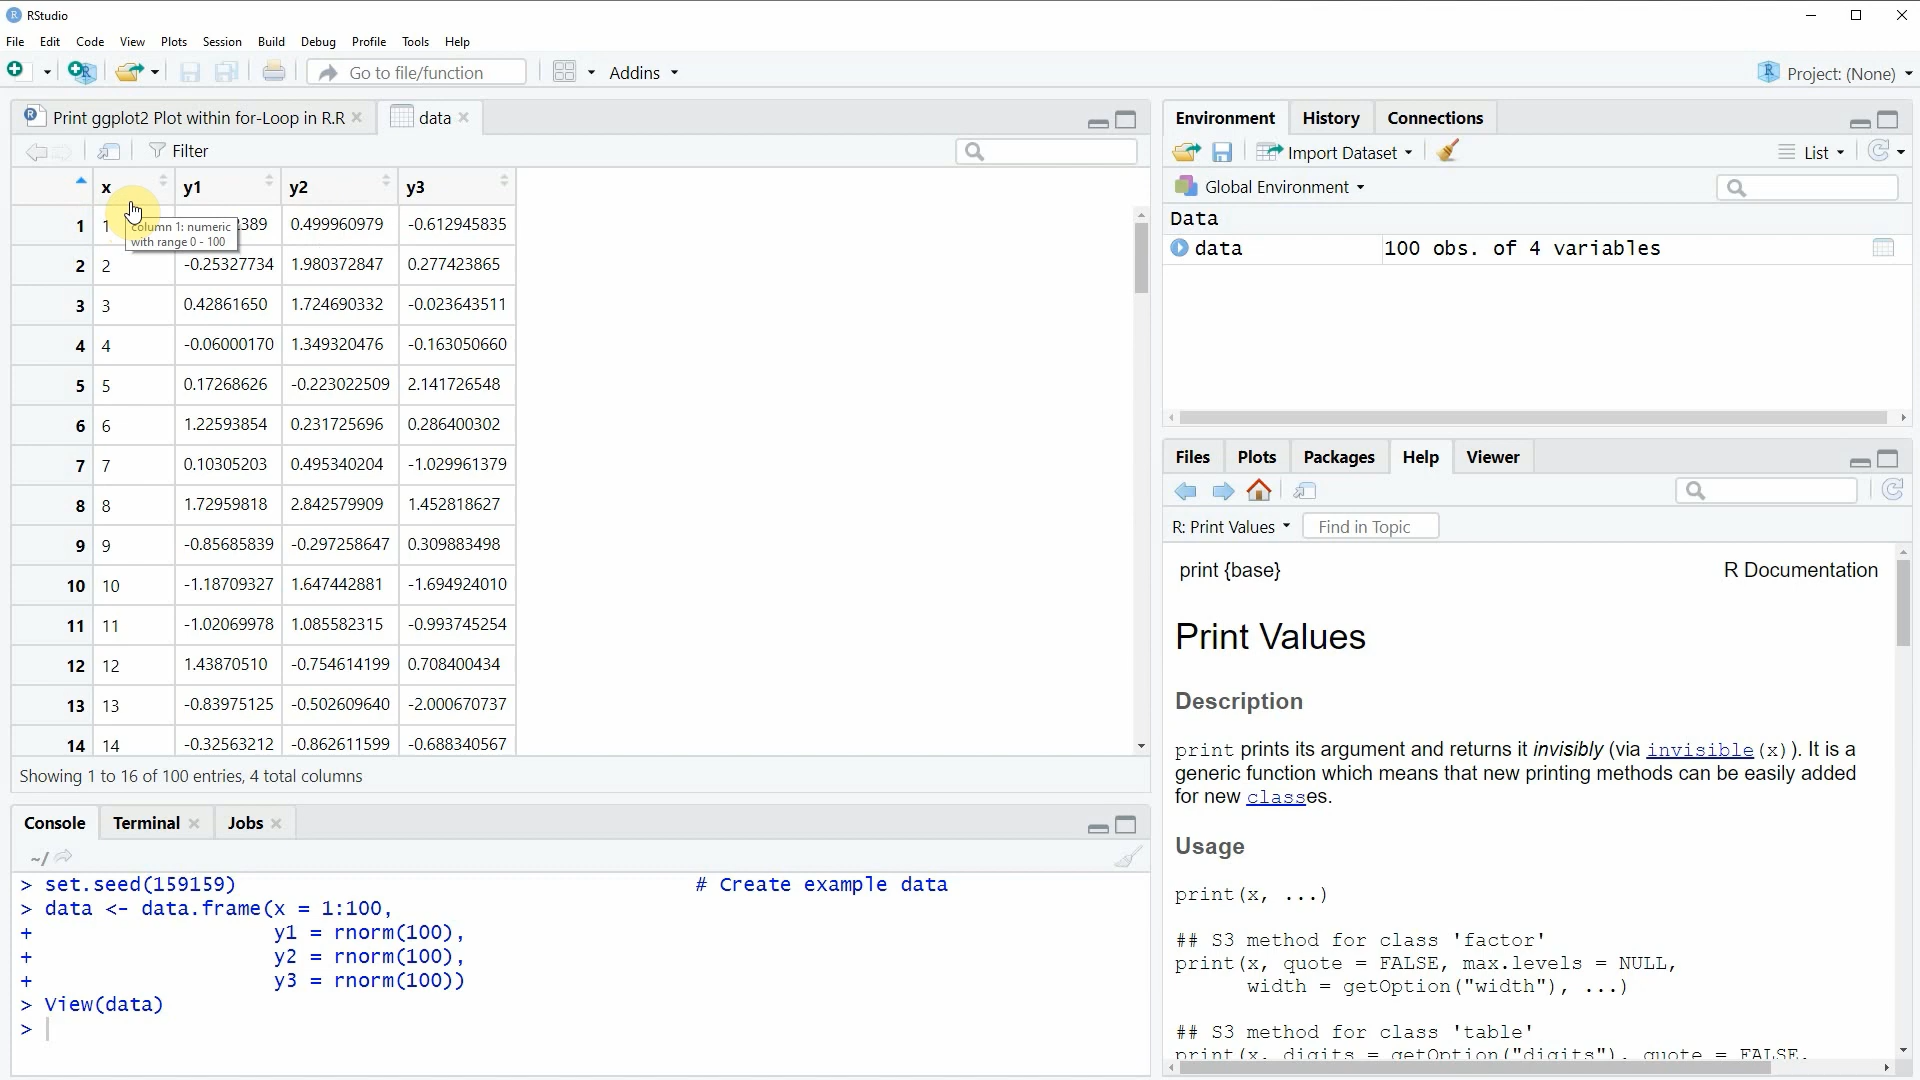 RStudio
File Edit Code View Plots Session Build Debug Profile Tools Help
Go to file/function Addins Project: (None)
Print ggplot2 Plot within for-Loop in R.R data
Filter
x y1 y2 y3
1 1 389 0.499960979 -0.612945835
column 1: numeric
with range 0 - 100
2 2 -0.25327734 1.980372847 0.277423865
3 3 0.42861650 1.724690332 -0.023643511
4 4 -0.06000170 1.349320476 -0.163050660
5 5 0.17268626 -0.223022509 2.141726548
6 6 1.22593854 0.231725696 0.286400302
7 7 0.10305203 0.495340204 -1.029961379
8 8 1.72959818 2.842579909 1.452818627
9 9 -0.85685839 -0.297258647 0.309883498
10 10 -1.18709327 1.647442881 -1.694924010
11 11 -1.02069978 1.085582315 -0.993745254
12 12 1.43870510 -0.754614199 0.708400434
13 13 -0.83975125 -0.502609640 -2.000670737
14 14 -0.32563212 -0.862611599 -0.688340567
Showing 1 to 16 of 100 entries, 4 total columns
Console Terminal Jobs
~/
> set.seed(159159) # Create example data
> data <- data.frame(x = 1:100,
+ y1 = rnorm(100),
+ y2 = rnorm(100),
+ y3 = rnorm(100))
> View(data)
>
Environment History Connections
Import Dataset List
Global Environment
Data
data 100 obs. of 4 variables
Files Plots Packages Help Viewer
R: Print Values Find in Topic
print {base} R Documentation
Print Values
Description
print prints its argument and returns it invisibly (via invisible(x)). It is a
generic function which means that new printing methods can be easily added
for new classes.
Usage
print(x, ...)
## S3 method for class 'factor'
print(x, quote = FALSE, max.levels = NULL,
width = getOption("width"), ...)
## S3 method for class 'table'
print(x, digits = getOption("digits"), quote = FALSE,